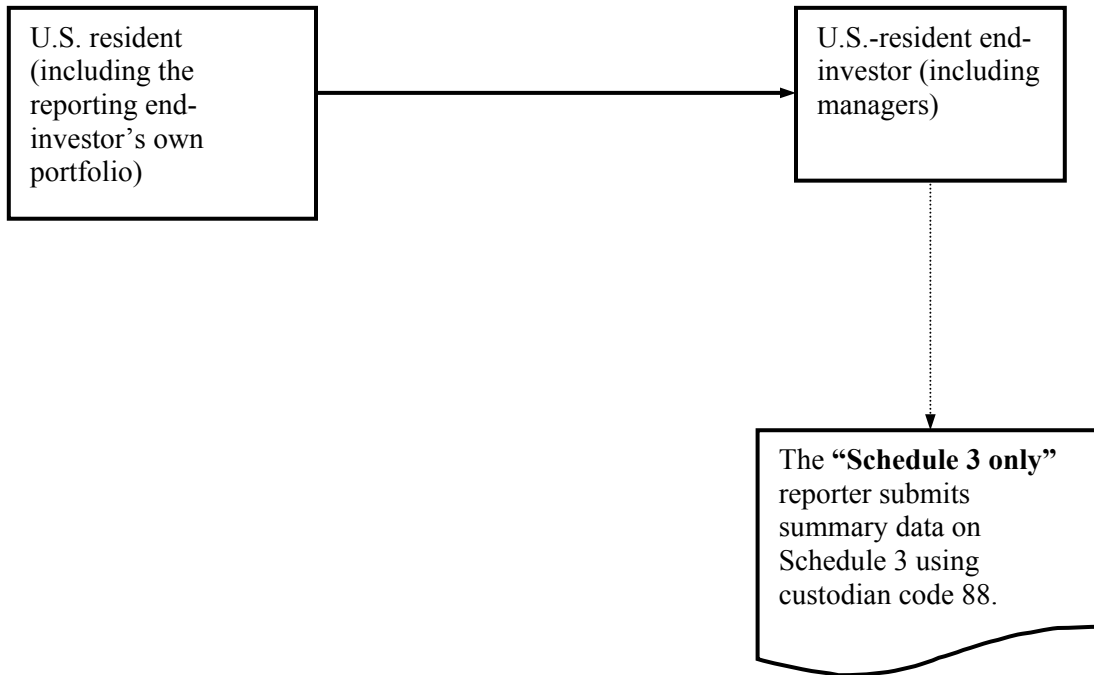 U.S. resident
(including the
reporting end-
investor’s own
portfolio)
U.S.-resident end-
investor (including
managers)
The “Schedule 3 only”
reporter submits
summary data on
Schedule 3 using
custodian code 88.